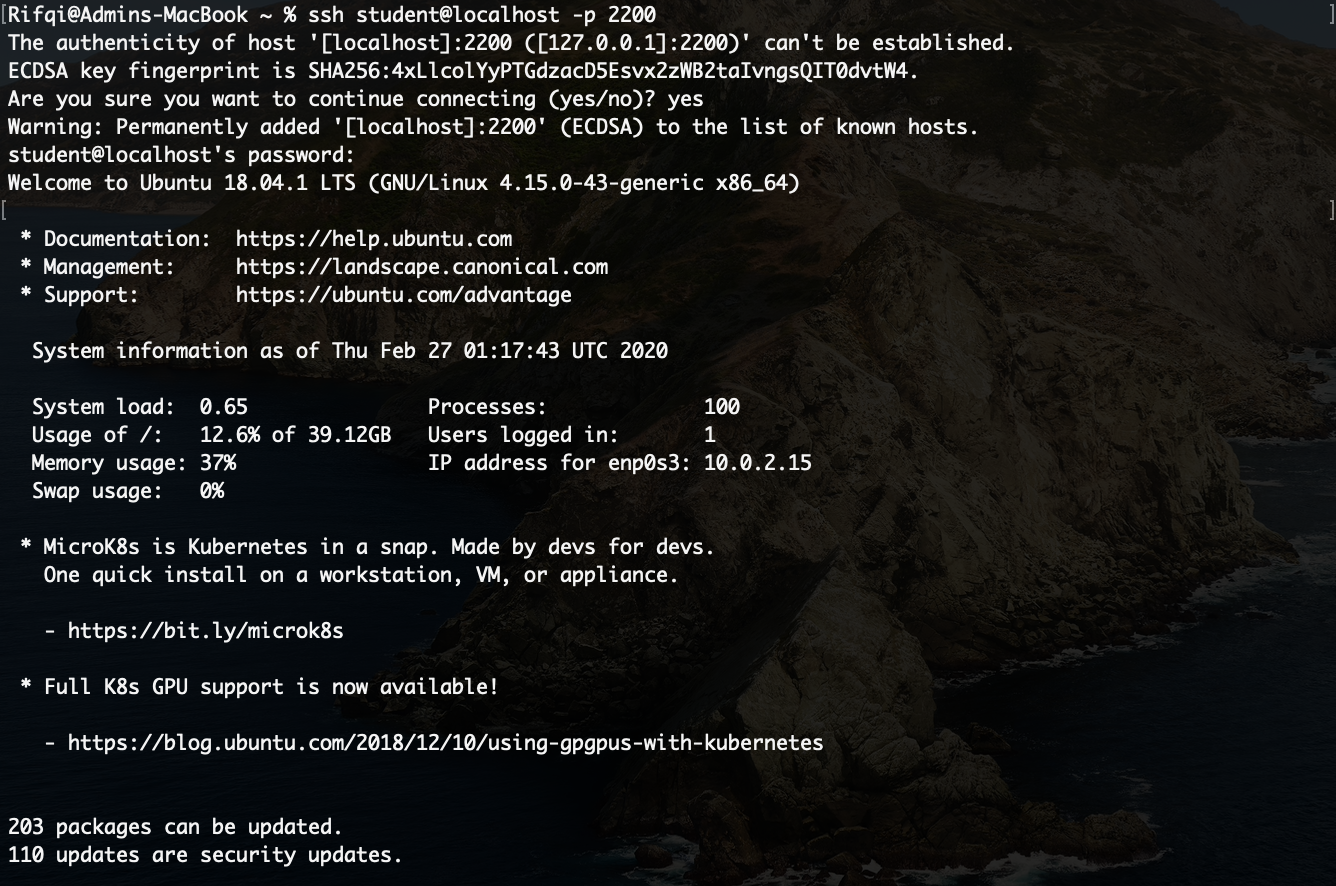 [Rifqi@Admins-MacBook ~ % ssh student@localhost -p 2200 ]
The authenticity of host '[localhost]:2200 ([127.0.0.1]:2200)' can't be established.
ECDSA key fingerprint is SHA256:4xLlcolYyPTGdzacD5Esvx2zWB2taIvngsQIT0dvtW4.
Are you sure you want to continue connecting (yes/no)? yes
Warning: Permanently added '[localhost]:2200' (ECDSA) to the list of known hosts.
student@localhost's password:
Welcome to Ubuntu 18.04.1 LTS (GNU/Linux 4.15.0-43-generic x86_64)
[ ]
* Documentation: https://help.ubuntu.com
* Management: https://landscape.canonical.com
* Support: https://ubuntu.com/advantage
System information as of Thu Feb 27 01:17:43 UTC 2020
System load: 0.65 Processes: 100
Usage of /: 12.6% of 39.12GB Users logged in: 1
Memory usage: 37% IP address for enp0s3: 10.0.2.15
Swap usage: 0%
* MicroK8s is Kubernetes in a snap. Made by devs for devs.
One quick install on a workstation, VM, or appliance.
- https://bit.ly/microk8s
* Full K8s GPU support is now available!
- https://blog.ubuntu.com/2018/12/10/using-gpgpus-with-kubernetes
203 packages can be updated.
110 updates are security updates.